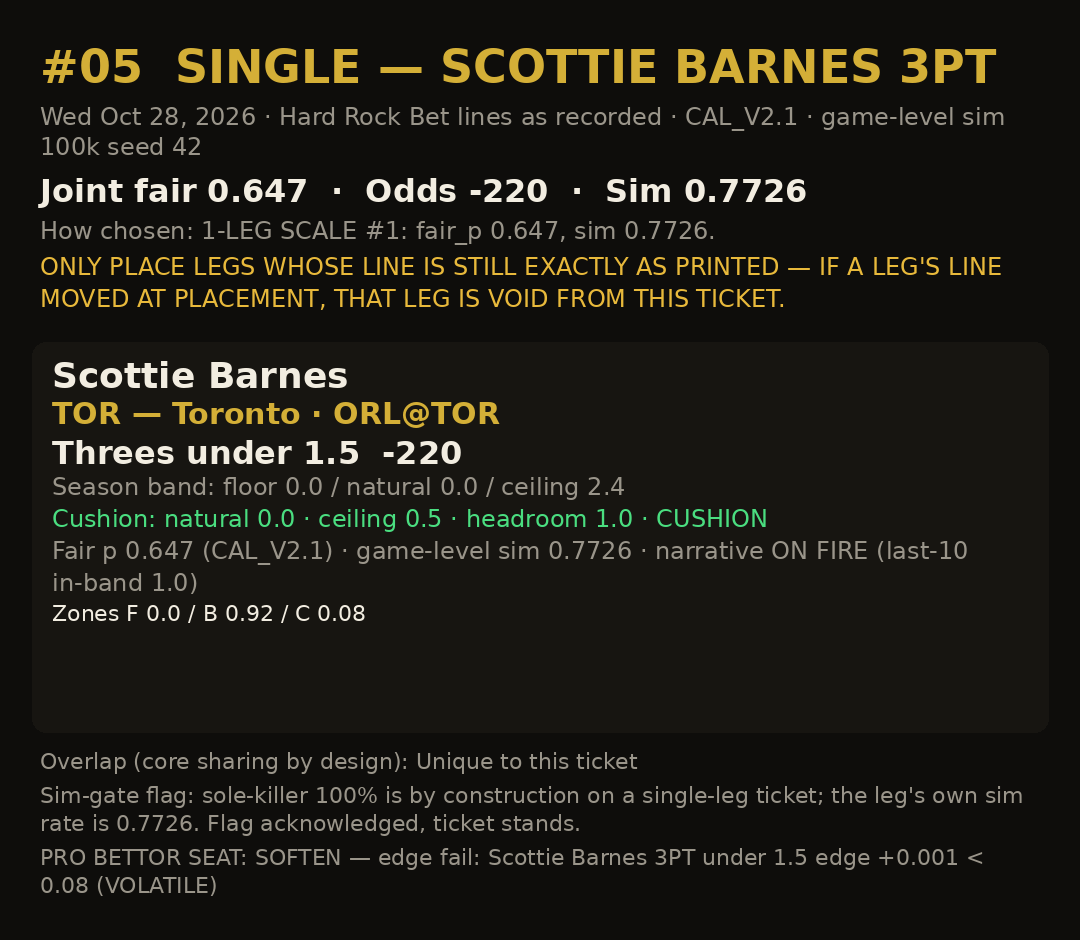 #05  SINGLE — SCOTTIE BARNES 3PT
Wed Oct 28, 2026 · Hard Rock Bet lines as recorded · CAL_V2.1 · game-level sim
100k seed 42
Joint fair 0.647  ·  Odds -220  ·  Sim 0.7726
How chosen: 1-LEG SCALE #1: fair_p 0.647, sim 0.7726.
ONLY PLACE LEGS WHOSE LINE IS STILL EXACTLY AS PRINTED — IF A LEG'S LINE
MOVED AT PLACEMENT, THAT LEG IS VOID FROM THIS TICKET.
Scottie Barnes
TOR — Toronto · ORL@TOR
Threes under 1.5  -220
Season band: floor 0.0 / natural 0.0 / ceiling 2.4
Cushion: natural 0.0 · ceiling 0.5 · headroom 1.0 · CUSHION
Fair p 0.647 (CAL_V2.1) · game-level sim 0.7726 · narrative ON FIRE (last-10
in-band 1.0)
Zones F 0.0 / B 0.92 / C 0.08
Overlap (core sharing by design): Unique to this ticket
Sim-gate flag: sole-killer 100% is by construction on a single-leg ticket; the leg's own sim
rate is 0.7726. Flag acknowledged, ticket stands.
PRO BETTOR SEAT: SOFTEN — edge fail: Scottie Barnes 3PT under 1.5 edge +0.001 <
0.08 (VOLATILE)